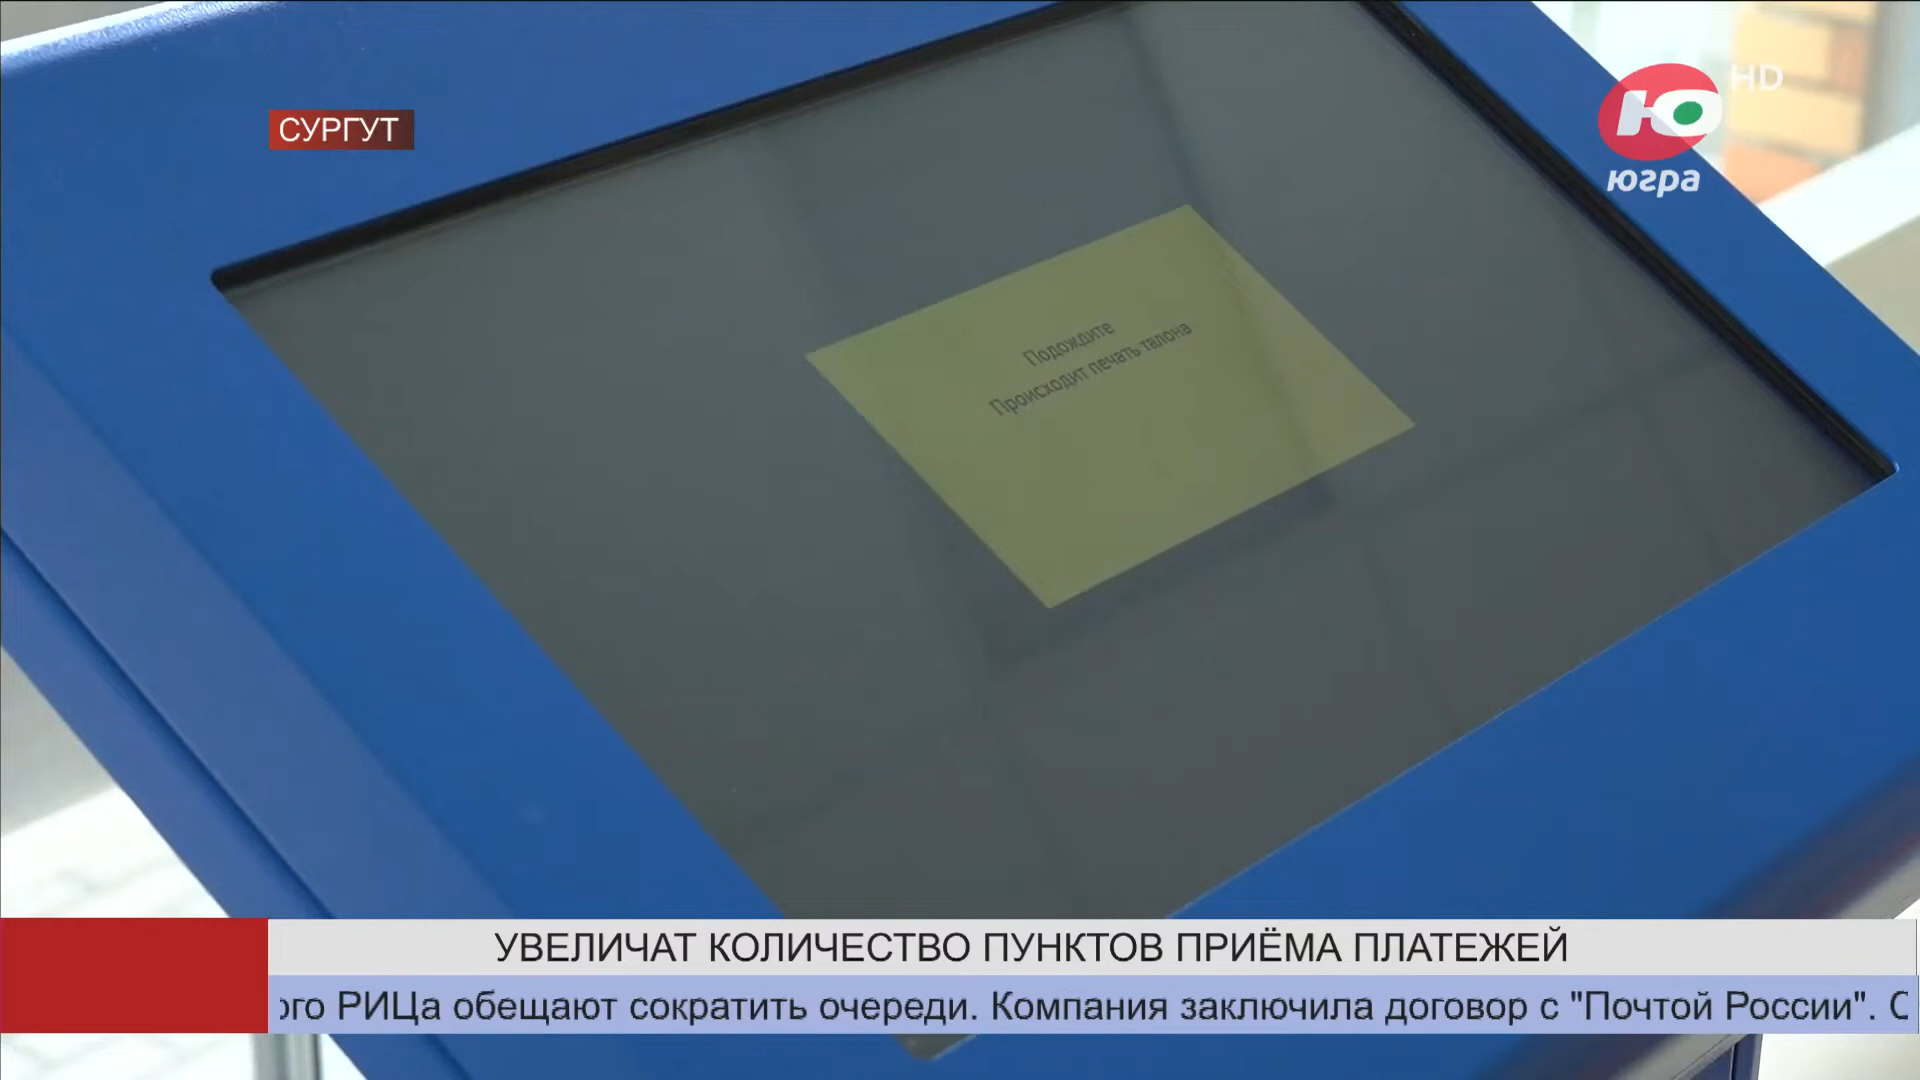 HD
СУРГУТ
Ю
югра
Подождите
Происходит печать талона
УВЕЛИЧАТ КОЛИЧЕСТВО ПУНКТОВ ПРИЁМА ПЛАТЕЖЕЙ
ого РИЦа обещают сократить очереди. Компания заключила договор с "Почтой России". С